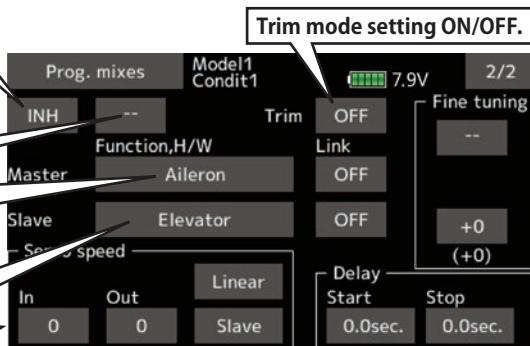 Trim mode setting ON/OFF.
Prog. mixes Model1 7.9V 2/2
Condit1
INH -- Trim OFF Fine tuning
Function,H/W Link --
Master Aileron OFF
Slave Elevator OFF +0
(+0)
Servo speed Linear Delay
In Out Start Stop
0 0 Slave 0.0sec. 0.0sec.